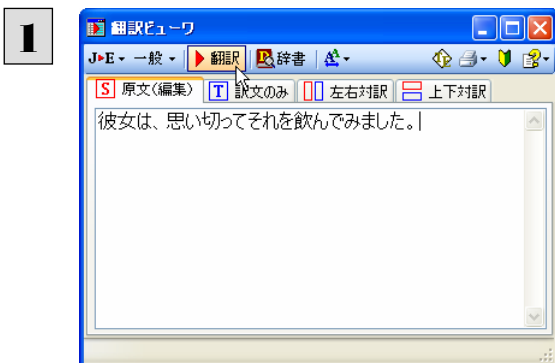 1
翻訳ビューワ
J▶E 一般 翻訳 辞書
S 原文(編集) T 訳文のみ 左右対訳 上下対訳
彼女は、思い切ってそれを飲んでみました。